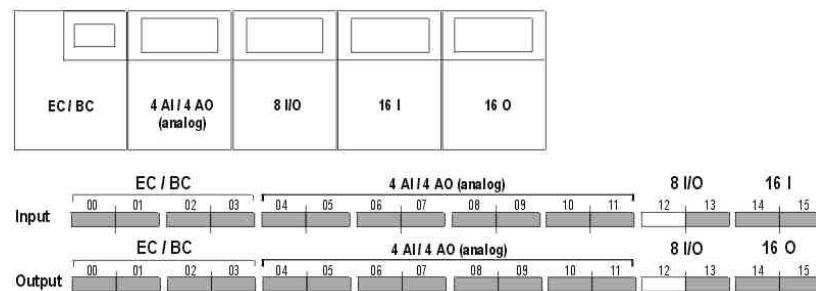 EC / BC 4 AI / 4 AO 8 I/O 16 I 16 O
(analog)
EC / BC 4 AI / 4 AO (analog) 8 I/O 16 I
00 01 02 03 04 05 06 07 08 09 10 11 12 13 14 15
Input
EC / BC 4 AI / 4 AO (analog) 8 I/O 16 O
00 01 02 03 04 05 06 07 08 09 10 11 12 13 14 15
Output